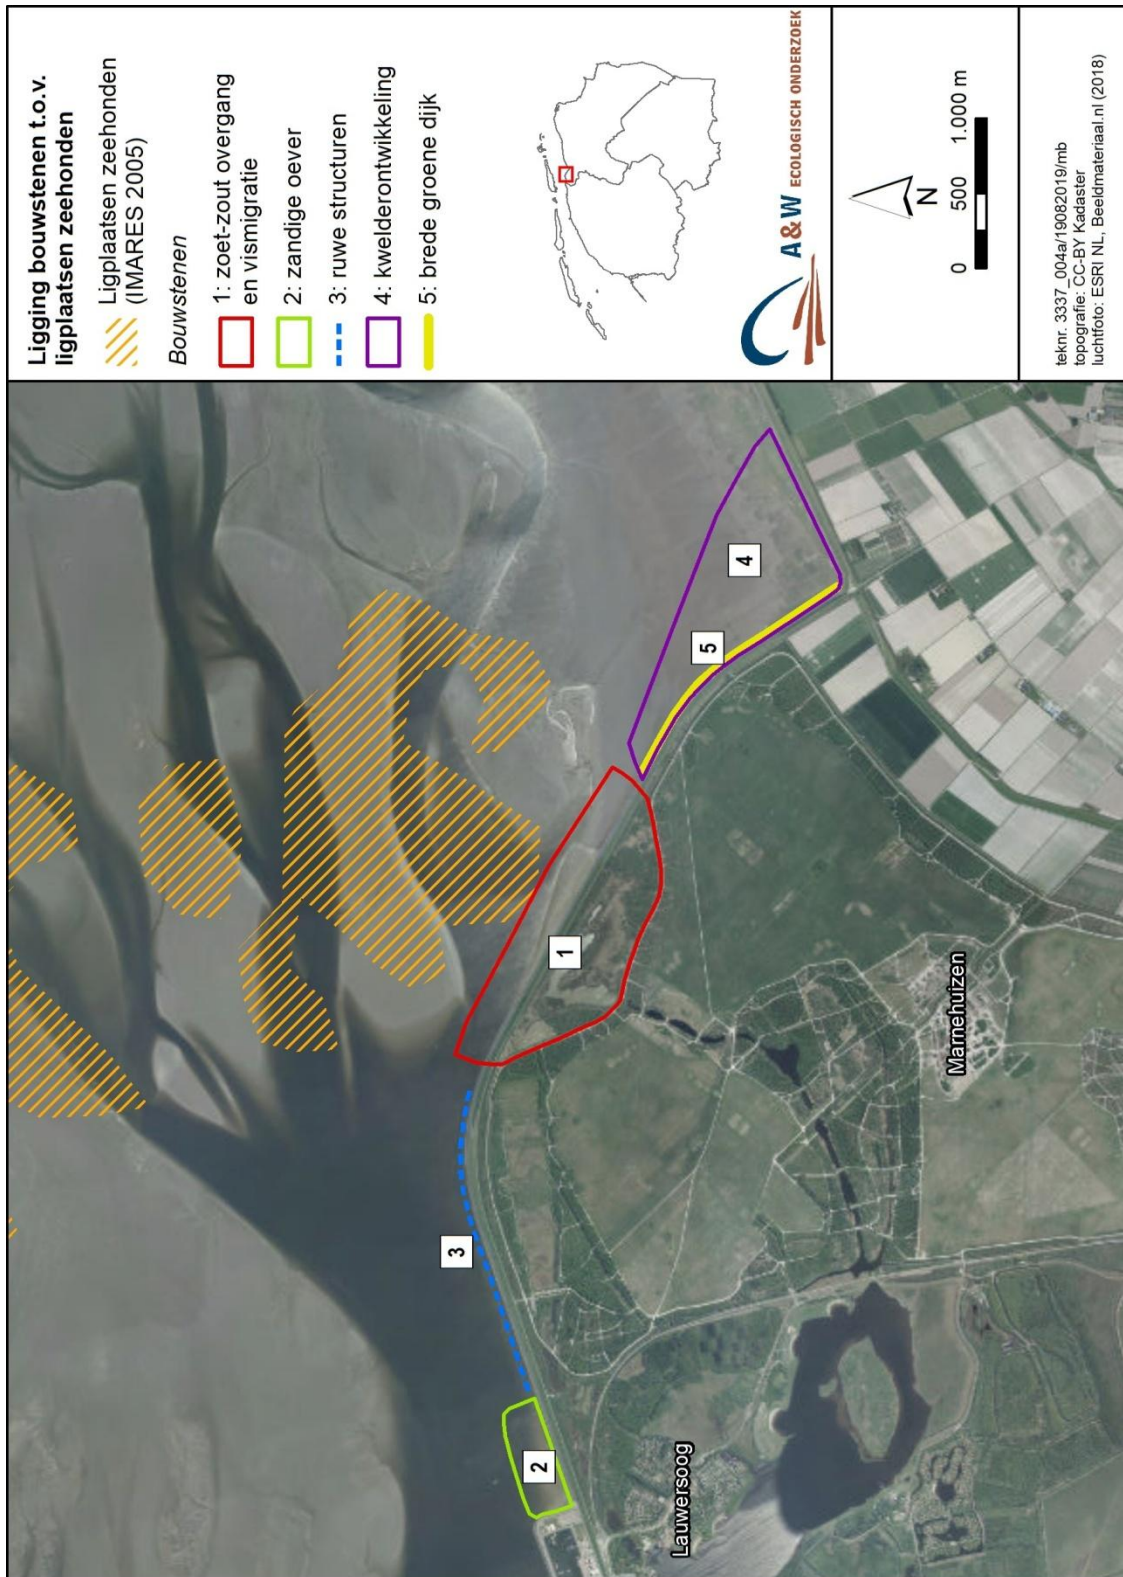 Ligging bouwstenen t.o.v.
ligplaatsen zeehonden
Ligplaatsen zeehonden
(IMARES 2005)
Bouwstenen
1: zoet-zout overgang
en vismigratie
2: zandige oever
3: ruwe structuren
4: kwelderontwikkeling
5: brede groene dijk
A&W ECOLOGISCH ONDERZOEK
N
0 500 1.000 m
teknr. 3337_004a/19082019/mb
topografie: CC-BY Kadaster
luchtfoto: ESRI NL, Beeldmateriaal.nl (2018)
2
3
1
5
4
Lauwersoog
Marnehuizen